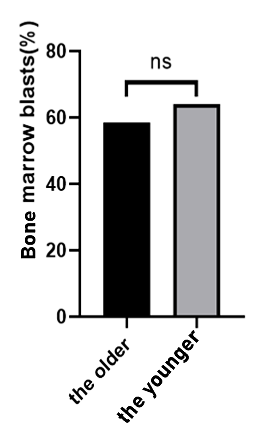 Bone marrow blasts(%)
80
60
40
20
0
ns
the older
the younger